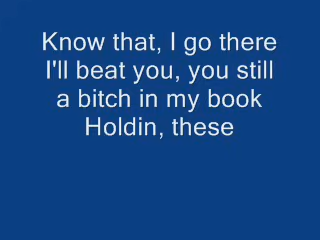 Know that, I go there
I'll beat you, you still
a bitch in my book
Holdin, these